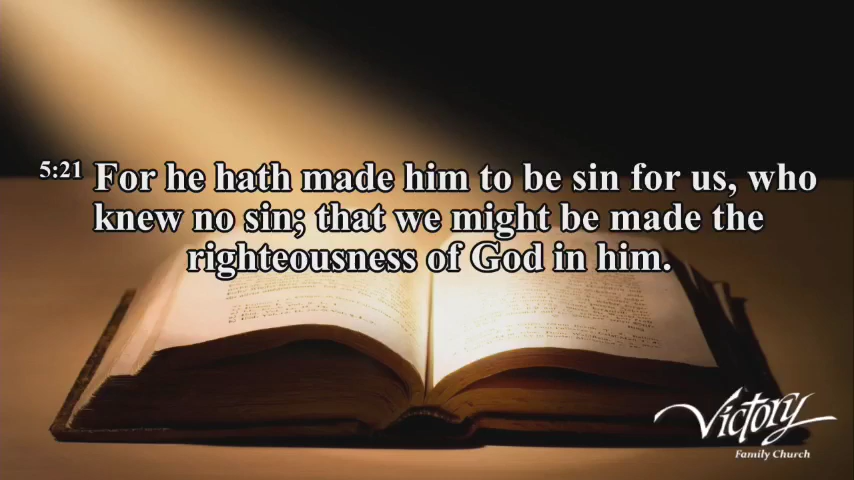 5:21 For he hath made him to be sin for us, who
knew no sin; that we might be made the
righteousness of God in him.
Victory
Family Church